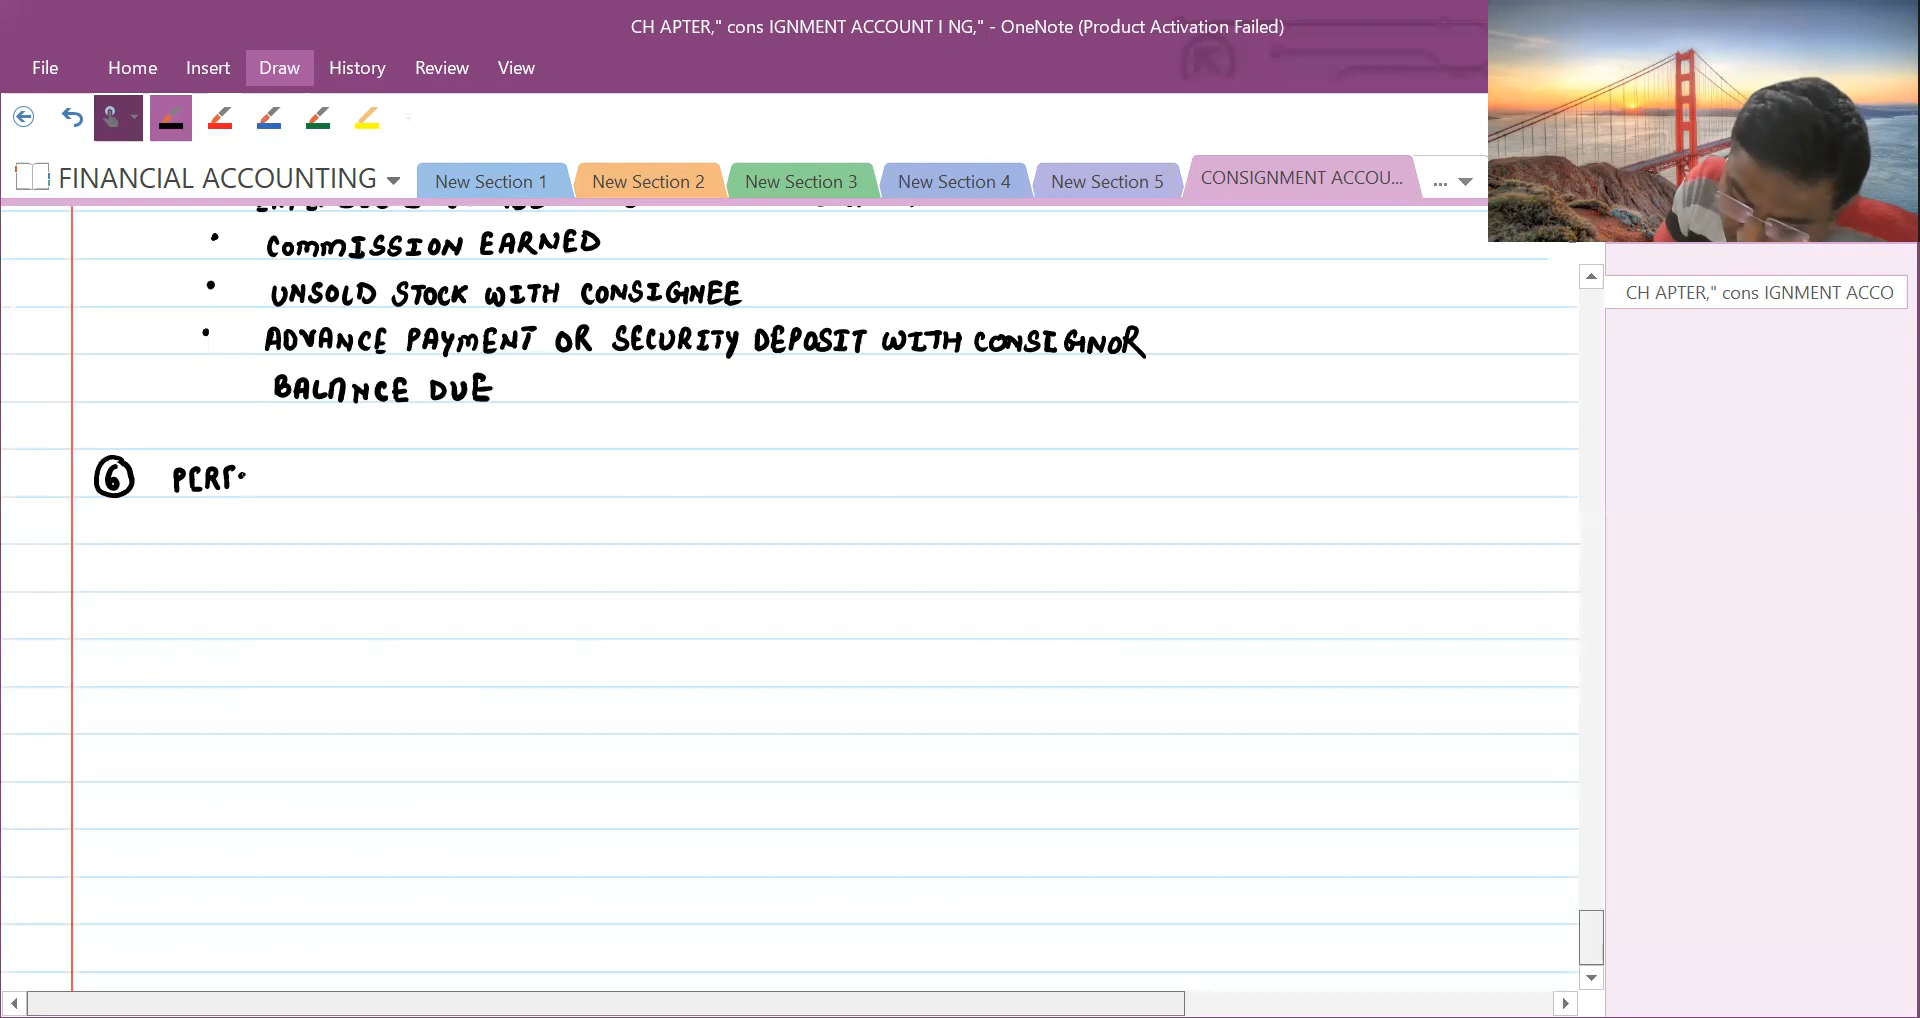 CH APTER," cons IGNMENT ACCOUNT I NG," - OneNote (Product Activation Failed)
File Home Insert Draw History Review View
FINANCIAL ACCOUNTING New Section 1 New Section 2 New Section 3 New Section 4 New Section 5 CONSIGNMENT ACCOU... ...
CH APTER," cons IGNMENT ACCO
• COMMISSION EARNED
• UNSOLD STOCK WITH CONSIGNEE
• ADVANCE PAYMENT OR SECURITY DEPOSIT WITH CONSIGNOR
BALANCE DUE
6